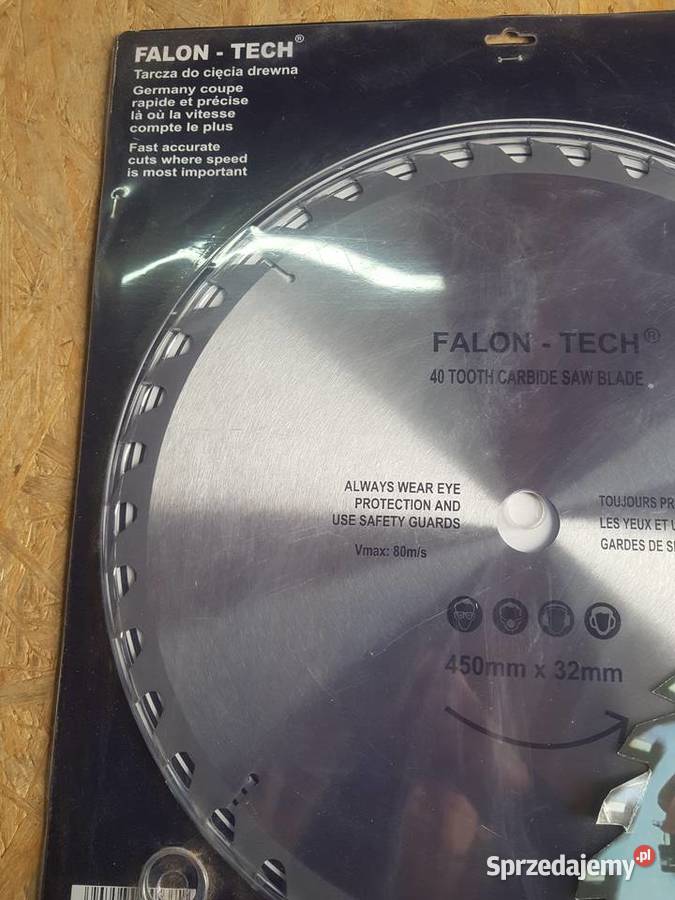 FALON - TECH®
Tarcza do cięcia drewna
Germany coupe
rapide et précise
là où la vitesse
compte le plus
Fast accurate
cuts where speed
is most important
FALON - TECH®
40 TOOTH CARBIDE SAW BLADE
ALWAYS WEAR EYE
PROTECTION AND
USE SAFETY GUARDS
Vmax: 80m/s
TOUJOURS
LES YEUX ET
GARDES DE
450mm x 32mm
Sprzedajemy.pl